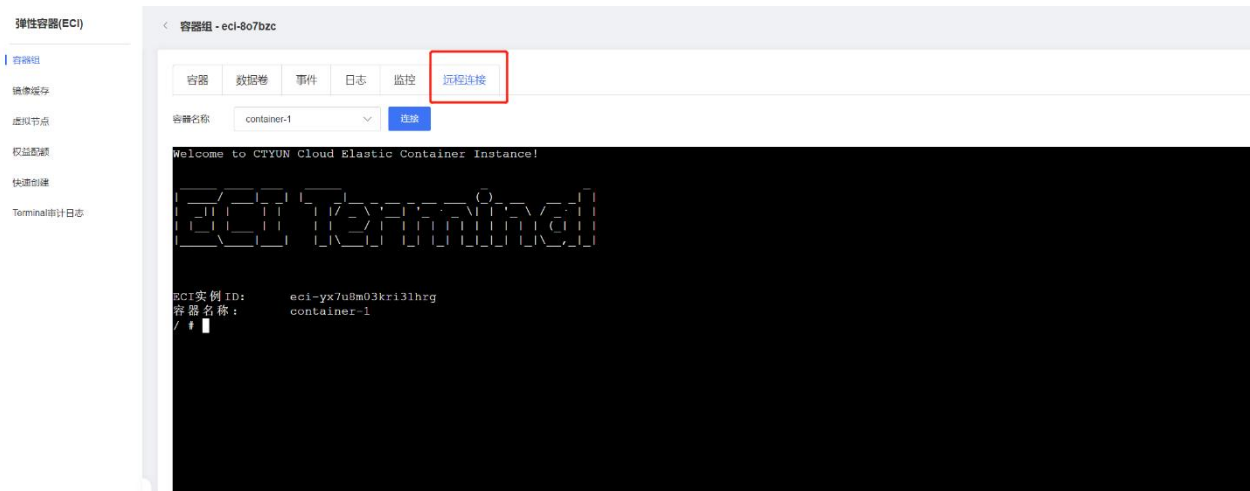 弹性容器(ECI)
容器组 - eci-8o7bzc
容器组
镜像缓存
虚拟节点
权益配额
快速创建
Terminal审计日志
容器 数据卷 事件 日志 监控 远程连接
容器名称 container-1 连接
Welcome to CTYUN Cloud Elastic Container Instance!
ECI Terminal
ECI实例ID: eci-yx7u8m03kri31hrg
容器名称: container-1
/ #